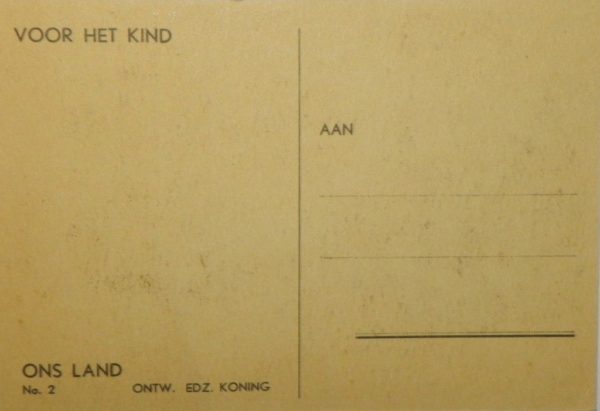 VOOR HET KIND
AAN
ONS LAND
No. 2
ONTW. EDZ. KONING